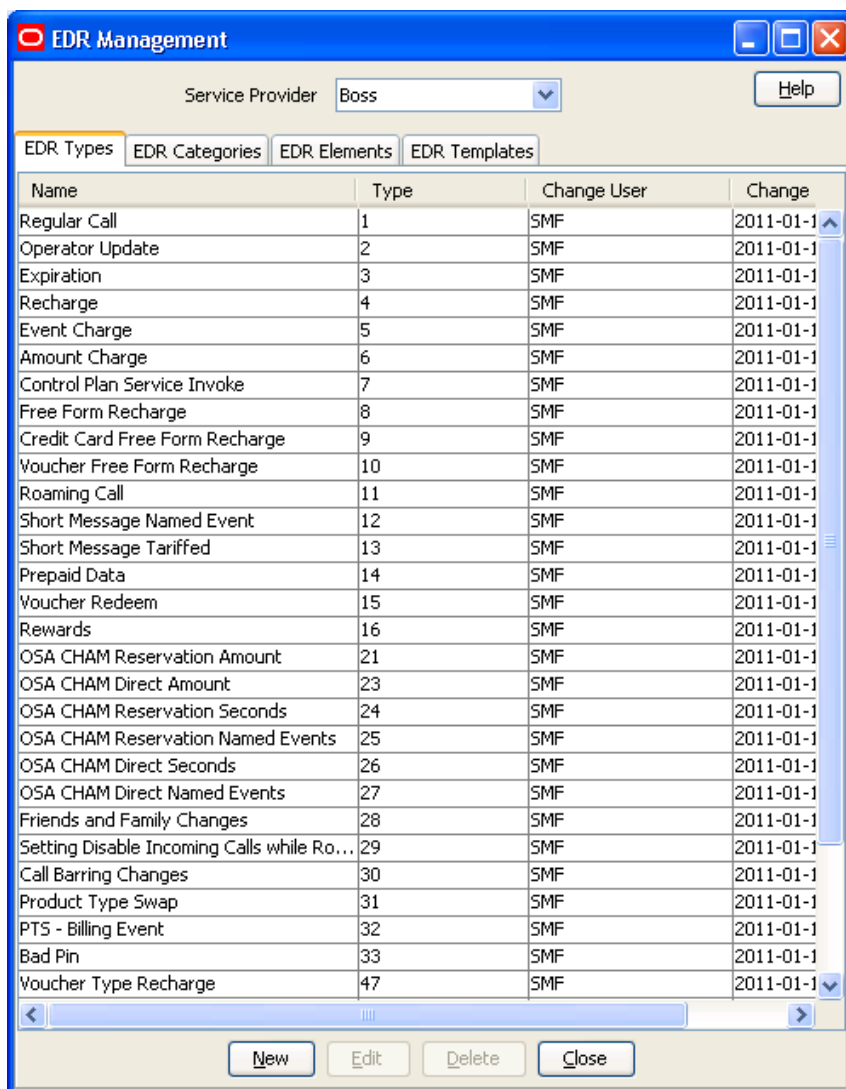 EDR Management
Service Provider Boss Help
EDR Types EDR Categories EDR Elements EDR Templates
Name Type Change User Change
Regular Call 1 SMF 2011-01-1
Operator Update 2 SMF 2011-01-1
Expiration 3 SMF 2011-01-1
Recharge 4 SMF 2011-01-1
Event Charge 5 SMF 2011-01-1
Amount Charge 6 SMF 2011-01-1
Control Plan Service Invoke 7 SMF 2011-01-1
Free Form Recharge 8 SMF 2011-01-1
Credit Card Free Form Recharge 9 SMF 2011-01-1
Voucher Free Form Recharge 10 SMF 2011-01-1
Roaming Call 11 SMF 2011-01-1
Short Message Named Event 12 SMF 2011-01-1
Short Message Tariffed 13 SMF 2011-01-1
Prepaid Data 14 SMF 2011-01-1
Voucher Redeem 15 SMF 2011-01-1
Rewards 16 SMF 2011-01-1
OSA CHAM Reservation Amount 21 SMF 2011-01-1
OSA CHAM Direct Amount 23 SMF 2011-01-1
OSA CHAM Reservation Seconds 24 SMF 2011-01-1
OSA CHAM Reservation Named Events 25 SMF 2011-01-1
OSA CHAM Direct Seconds 26 SMF 2011-01-1
OSA CHAM Direct Named Events 27 SMF 2011-01-1
Friends and Family Changes 28 SMF 2011-01-1
Setting Disable Incoming Calls while Ro... 29 SMF 2011-01-1
Call Barring Changes 30 SMF 2011-01-1
Product Type Swap 31 SMF 2011-01-1
PTS - Billing Event 32 SMF 2011-01-1
Bad Pin 33 SMF 2011-01-1
Voucher Type Recharge 47 SMF 2011-01-1
New Edit Delete Close